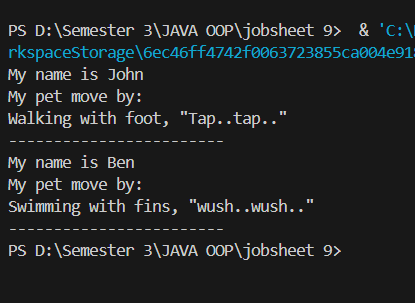 PS D:\Semester 3\JAVA OOP\jobsheet 9>  & 'C:\
rkspaceStorage\6ec46ff4742f0063723855ca004e918
My name is John
My pet move by:
Walking with foot, "Tap..tap.."
------------------------
My name is Ben
My pet move by:
Swimming with fins, "wush..wush.."
------------------------
PS D:\Semester 3\JAVA OOP\jobsheet 9>